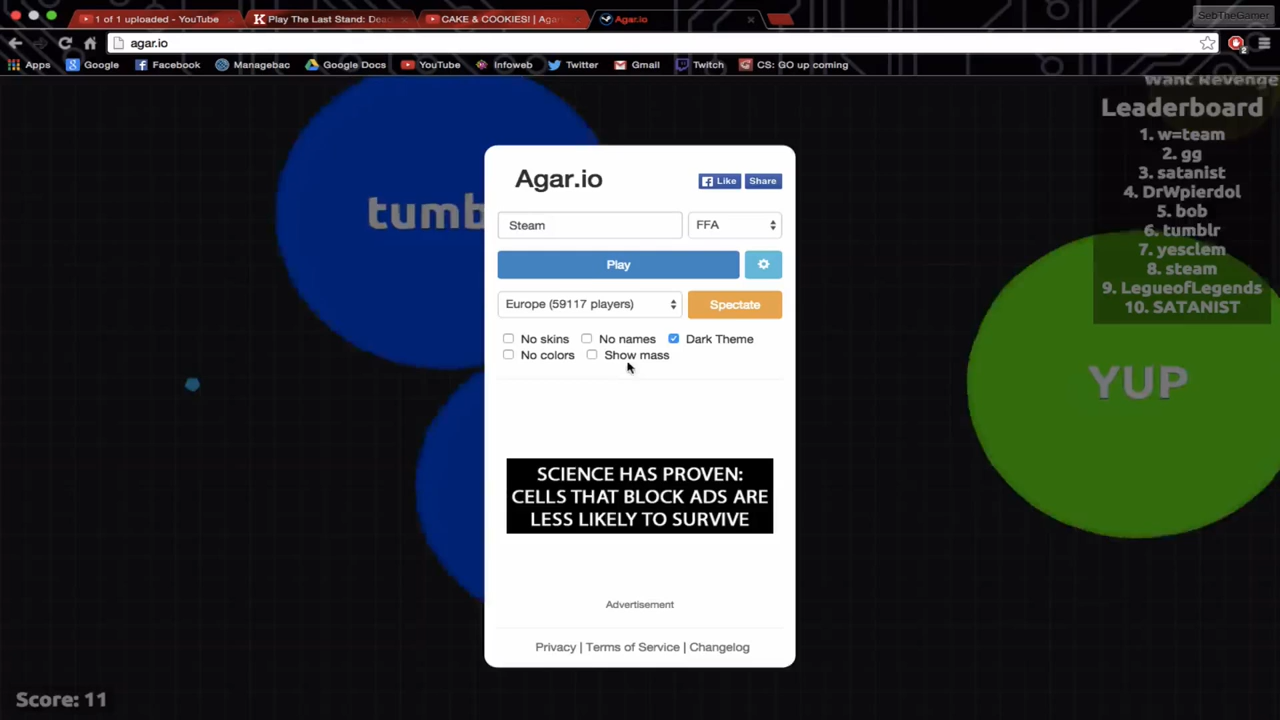 1 of 1 uploaded - YouTube
Play The Last Stand: Dead
CAKE & COOKIES! | Agar
Agar.io
SebTheGamer
agar.io
Apps Google Facebook Managebac Google Docs YouTube Infoweb Twitter Gmail Twitch CS: GO up coming
Want Revenge
Leaderboard
1. w=team
2. gg
3. satanist
4. DrWpierdol
5. bob
6. tumblr
7. yesclem
8. steam
9. LegueofLegends
10. SATANIST
tumb
YUP
Agar.io
Like Share
Steam FFA
Play
Europe (59117 players) Spectate
No skins No names Dark Theme
No colors Show mass
SCIENCE HAS PROVEN:
CELLS THAT BLOCK ADS ARE
LESS LIKELY TO SURVIVE
Advertisement
Privacy | Terms of Service | Changelog
Score: 11